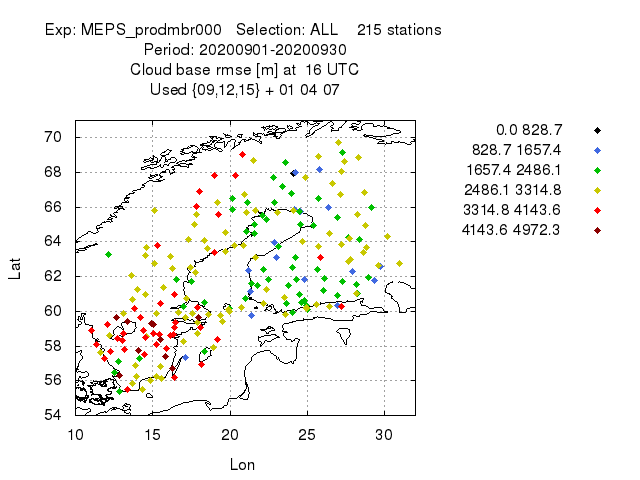 Exp: MEPS_prodmbr000 Selection: ALL 215 stations
Period: 20200901-20200930
Cloud base rmse [m] at 16 UTC
Used {09,12,15} + 01 04 07
0.0 828.7
828.7 1657.4
1657.4 2486.1
2486.1 3314.8
3314.8 4143.6
4143.6 4972.3
70
68
66
64
62
60
58
56
54
Lat
10 15 20 25 30
Lon